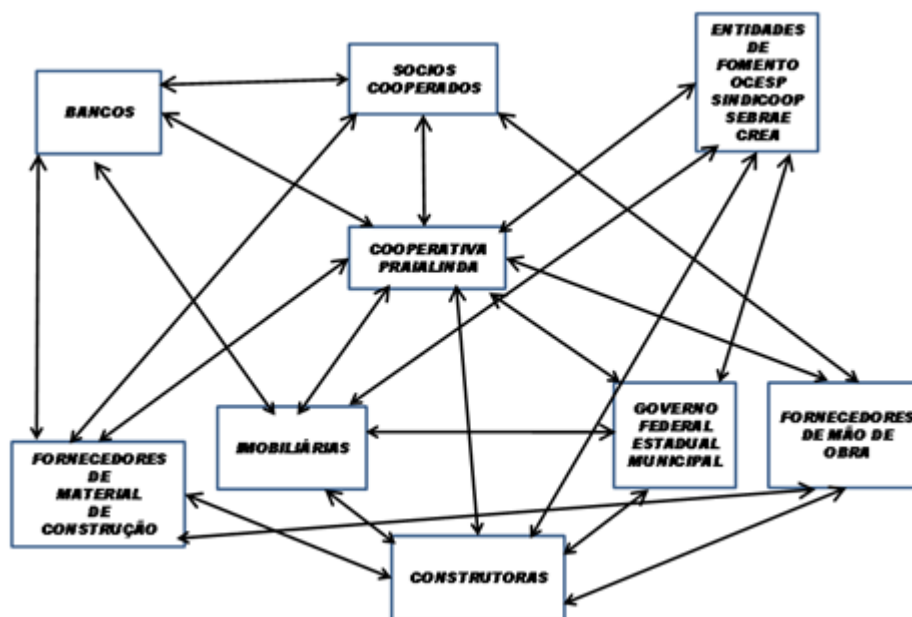 ENTIDADES
DE
FOMENTO
OCESP
SINDICOOP
SEBRAE
CREA
SOCIOS
COOPERADOS
BANCOS
COOPERATIVA
PRAIALINDA
GOVERNO
FEDERAL
ESTADUAL
MUNICIPAL
FORNECEDORES
DE MÃO DE
OBRA
IMOBILIÁRIAS
FORNECEDORES
DE
MATERIAL
DE
CONSTRUÇÃO
CONSTRUTORAS